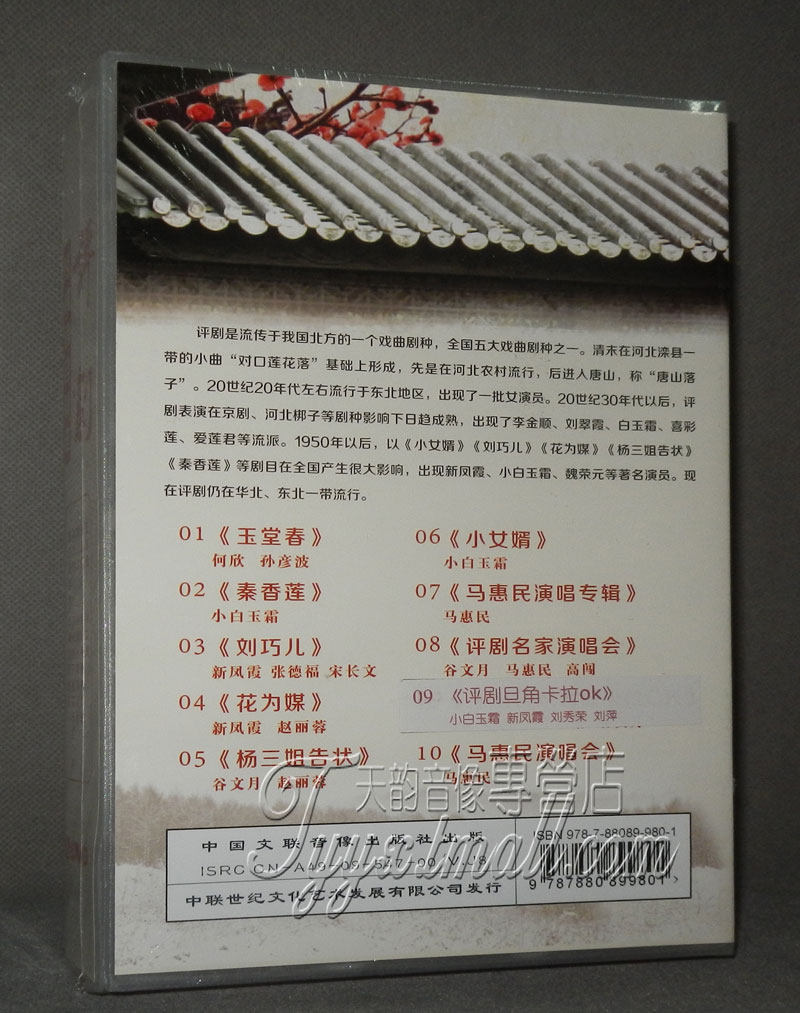 评剧是流传于我国北方的一个戏曲剧种，全国五大戏曲剧种之一。清末在河北滦县一
带的小曲“对口莲花落”基础上形成，先是在河北农村流行，后进入唐山，称“唐山落
子”。20世纪20年代左右流行于东北地区，出现了一批女演员。20世纪30年代以后，评
剧表演在京剧、河北梆子等剧种影响下日趋成熟，出现了李金顺、刘翠霞、白玉霜、喜彩
莲、爱莲君等流派。1950年以后，以《小女婿》《刘巧儿》《花为媒》《杨三姐告状》
《秦香莲》等剧目在全国产生很大影响，出现新凤霞、小白玉霜、魏荣元等著名演员。现
在评剧仍在华北、东北一带流行。
01《玉堂春》
何欣 孙彦波
02《秦香莲》
小白玉霜
03《刘巧儿》
新凤霞 张德福 宋长文
04《花为媒》
新凤霞 赵丽蓉
05《杨三姐告状》
谷文月 赵丽蓉
06《小女婿》
小白玉霜
07《马惠民演唱专辑》
马惠民
08《评剧名家演唱会》
谷文月 马惠民 高闯
09《评剧旦角卡拉ok》
小白玉霜 新凤霞 刘秀荣 刘萍
10《马惠民演唱会》
马惠民
天韵音像專營店
Tyyx.tmall.com
中国文联音像出版社出版
ISRC CN-A49-09-547-00/V.J8
中联世纪文化艺术发展有限公司发行
ISBN 978-7-88089-980-1
9 787880 899801 >